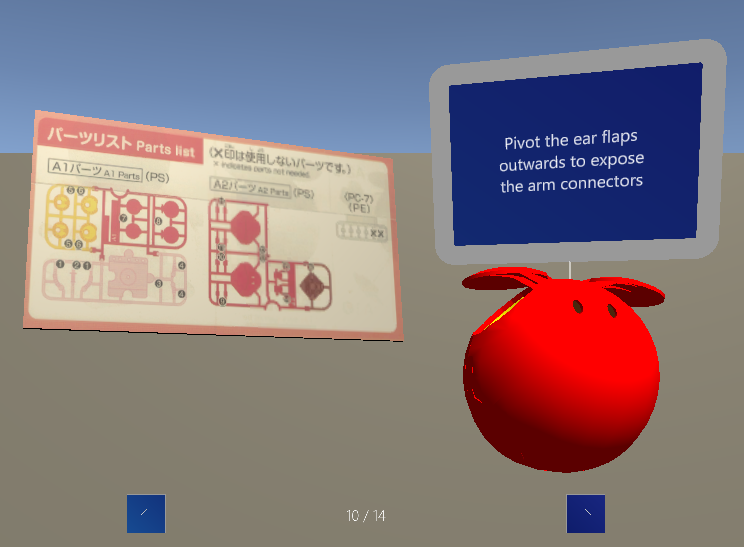 パーツリスト Parts list
(✕印は使用しないパーツです。)
× indicates parts not needed.
A1パーツ A1 Parts (PS)
A2パーツ A2 Parts (PS)
(PC-7)
(PE)
Pivot the ear flaps
outwards to expose
the arm connectors
10 / 14